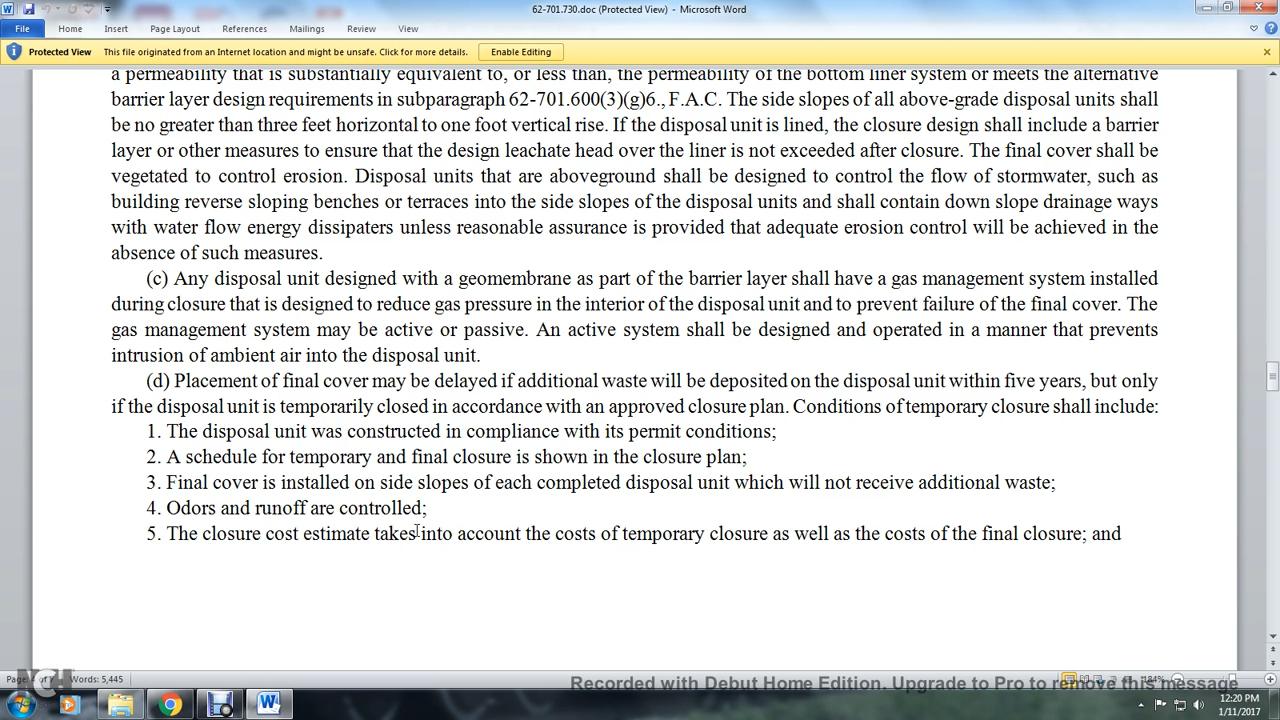 62-701.730.doc (Protected View) - Microsoft Word
File Home Insert Page Layout References Mailings Review View
Protected View This file originated from an Internet location and might be unsafe. Click for more details. Enable Editing
a permeability that is substantially equivalent to, or less than, the permeability of the bottom liner system or meets the alternative
barrier layer design requirements in subparagraph 62-701.600(3)(g)6., F.A.C. The side slopes of all above-grade disposal units shall
be no greater than three feet horizontal to one foot vertical rise. If the disposal unit is lined, the closure design shall include a barrier
layer or other measures to ensure that the design leachate head over the liner is not exceeded after closure. The final cover shall be
vegetated to control erosion. Disposal units that are aboveground shall be designed to control the flow of stormwater, such as
building reverse sloping benches or terraces into the side slopes of the disposal units and shall contain down slope drainage ways
with water flow energy dissipaters unless reasonable assurance is provided that adequate erosion control will be achieved in the
absence of such measures.
(c) Any disposal unit designed with a geomembrane as part of the barrier layer shall have a gas management system installed
during closure that is designed to reduce gas pressure in the interior of the disposal unit and to prevent failure of the final cover. The
gas management system may be active or passive. An active system shall be designed and operated in a manner that prevents
intrusion of ambient air into the disposal unit.
(d) Placement of final cover may be delayed if additional waste will be deposited on the disposal unit within five years, but only
if the disposal unit is temporarily closed in accordance with an approved closure plan. Conditions of temporary closure shall include:
1. The disposal unit was constructed in compliance with its permit conditions;
2. A schedule for temporary and final closure is shown in the closure plan;
3. Final cover is installed on side slopes of each completed disposal unit which will not receive additional waste;
4. Odors and runoff are controlled;
5. The closure cost estimate takes into account the costs of temporary closure as well as the costs of the final closure; and
Words: 5,445
Recorded with Debut Home Edition. Upgrade to Pro to remove this message
12:20 PM
1/11/2017